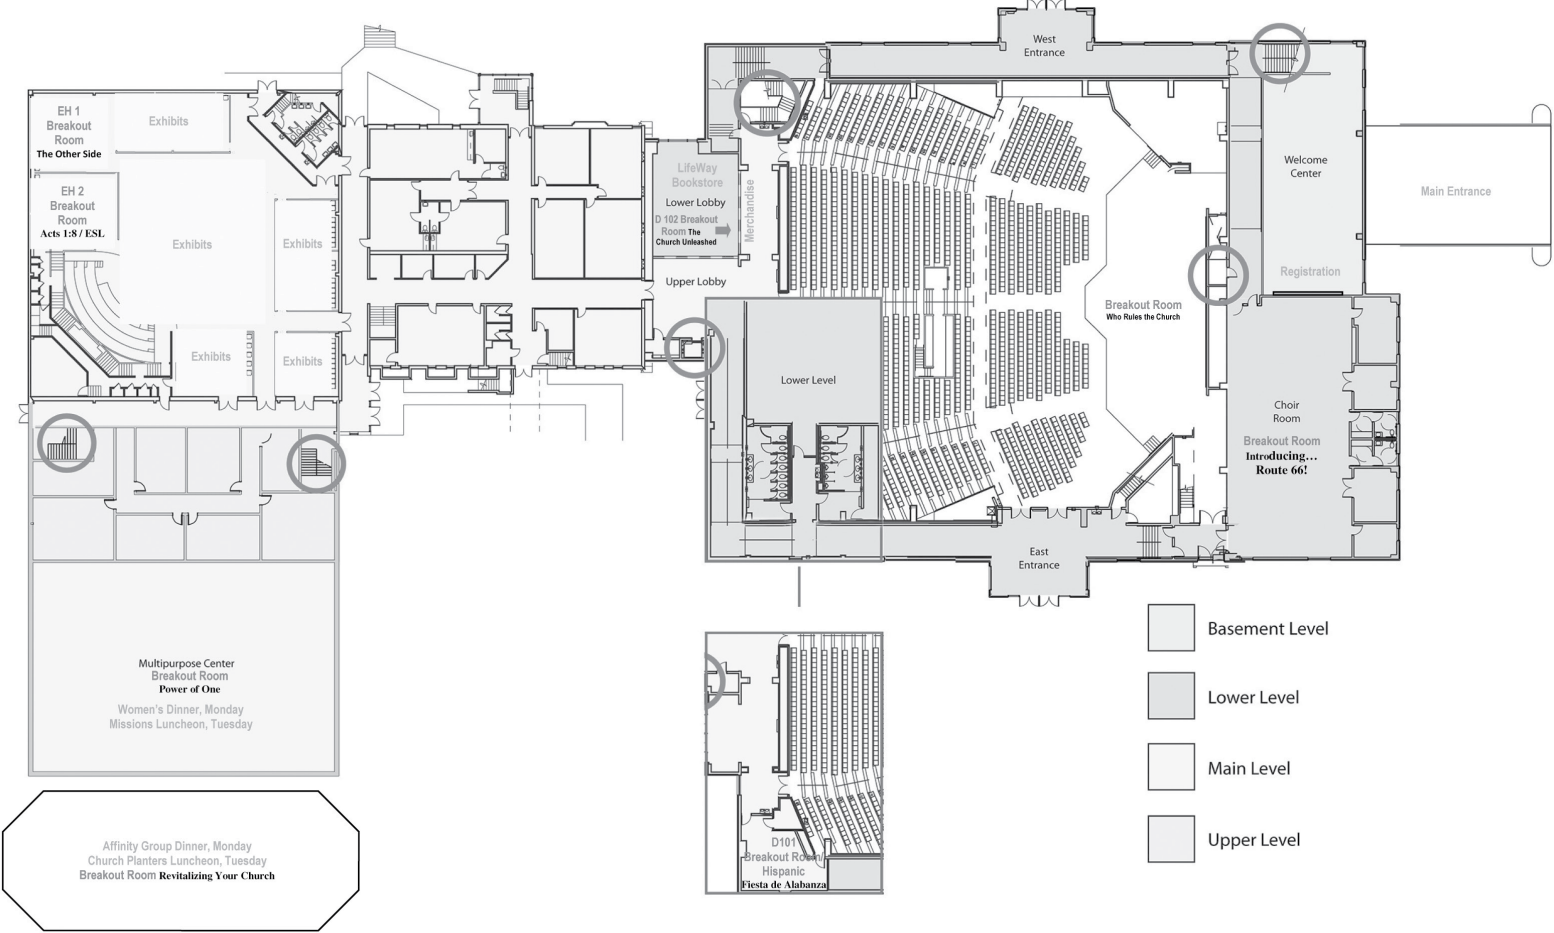 West
Entrance
EH 1
Breakout
Room
The Other Side
Exhibits
EH 2
Breakout
Room
Acts 1:8 / ESL
Exhibits
Exhibits
Exhibits
Exhibits
LifeWay
Bookstore
Lower Lobby
D 102 Breakout
Room The
Church Unleashed
Merchandise
Upper Lobby
Welcome
Center
Main Entrance
Registration
Breakout Room
Who Rules the Church
Lower Level
Choir
Room
Breakout Room
Introducing…
Route 66!
East
Entrance
Multipurpose Center
Breakout Room
Power of One
Women's Dinner, Monday
Missions Luncheon, Tuesday
Affinity Group Dinner, Monday
Church Planters Luncheon, Tuesday
Breakout Room Revitalizing Your Church
D101
Breakout Room/
Hispanic
Fiesta de Alabanza
Basement Level
Lower Level
Main Level
Upper Level